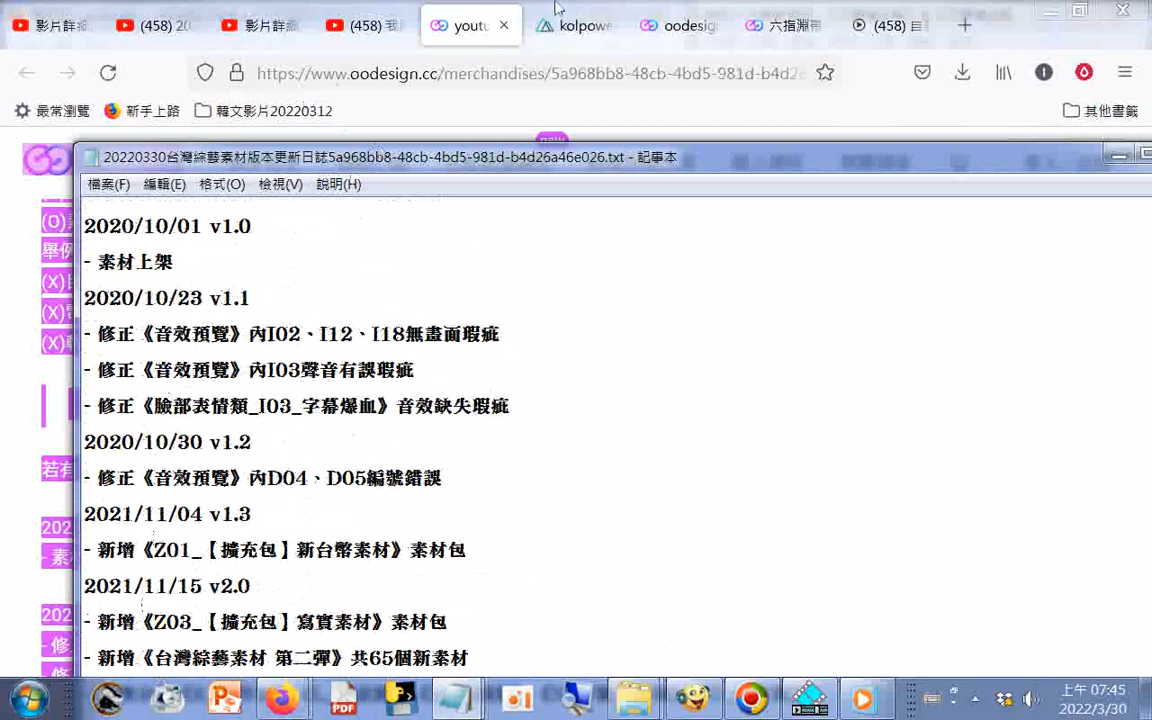 影片詳細 (458) 20 影片詳細 (458) 我 youtu kolpowe oodesig 六指淵 (458) 目
https://www.oodesign.cc/merchandises/5a968bb8-48cb-4bd5-981d-b4d2
最常瀏覽 新手上路 韓文影片20220312 其他書籤
new
20220330台灣綜藝素材版本更新日誌5a968bb8-48cb-4bd5-981d-b4d26a46e026.txt - 記事本
檔案(F) 編輯(E) 格式(O) 檢視(V) 說明(H)
2020/10/01 v1.0
- 素材上架
2020/10/23 v1.1
- 修正《音效預覽》內I02、I12、I18無畫面瑕疵
- 修正《音效預覽》內I03聲音有誤瑕疵
- 修正《臉部表情類_I03_字幕爆血》音效缺失瑕疵
2020/10/30 v1.2
- 修正《音效預覽》內D04、D05編號錯誤
2021/11/04 v1.3
- 新增《Z01_【擴充包】新台幣素材》素材包
2021/11/15 v2.0
- 新增《Z03_【擴充包】寫實素材》素材包
- 新增《台灣綜藝素材 第二彈》共65個新素材
(O)
舉例
(X)
(X)
(X)
若有
202
- 素
202
- 修
上午 07:45
2022/3/30